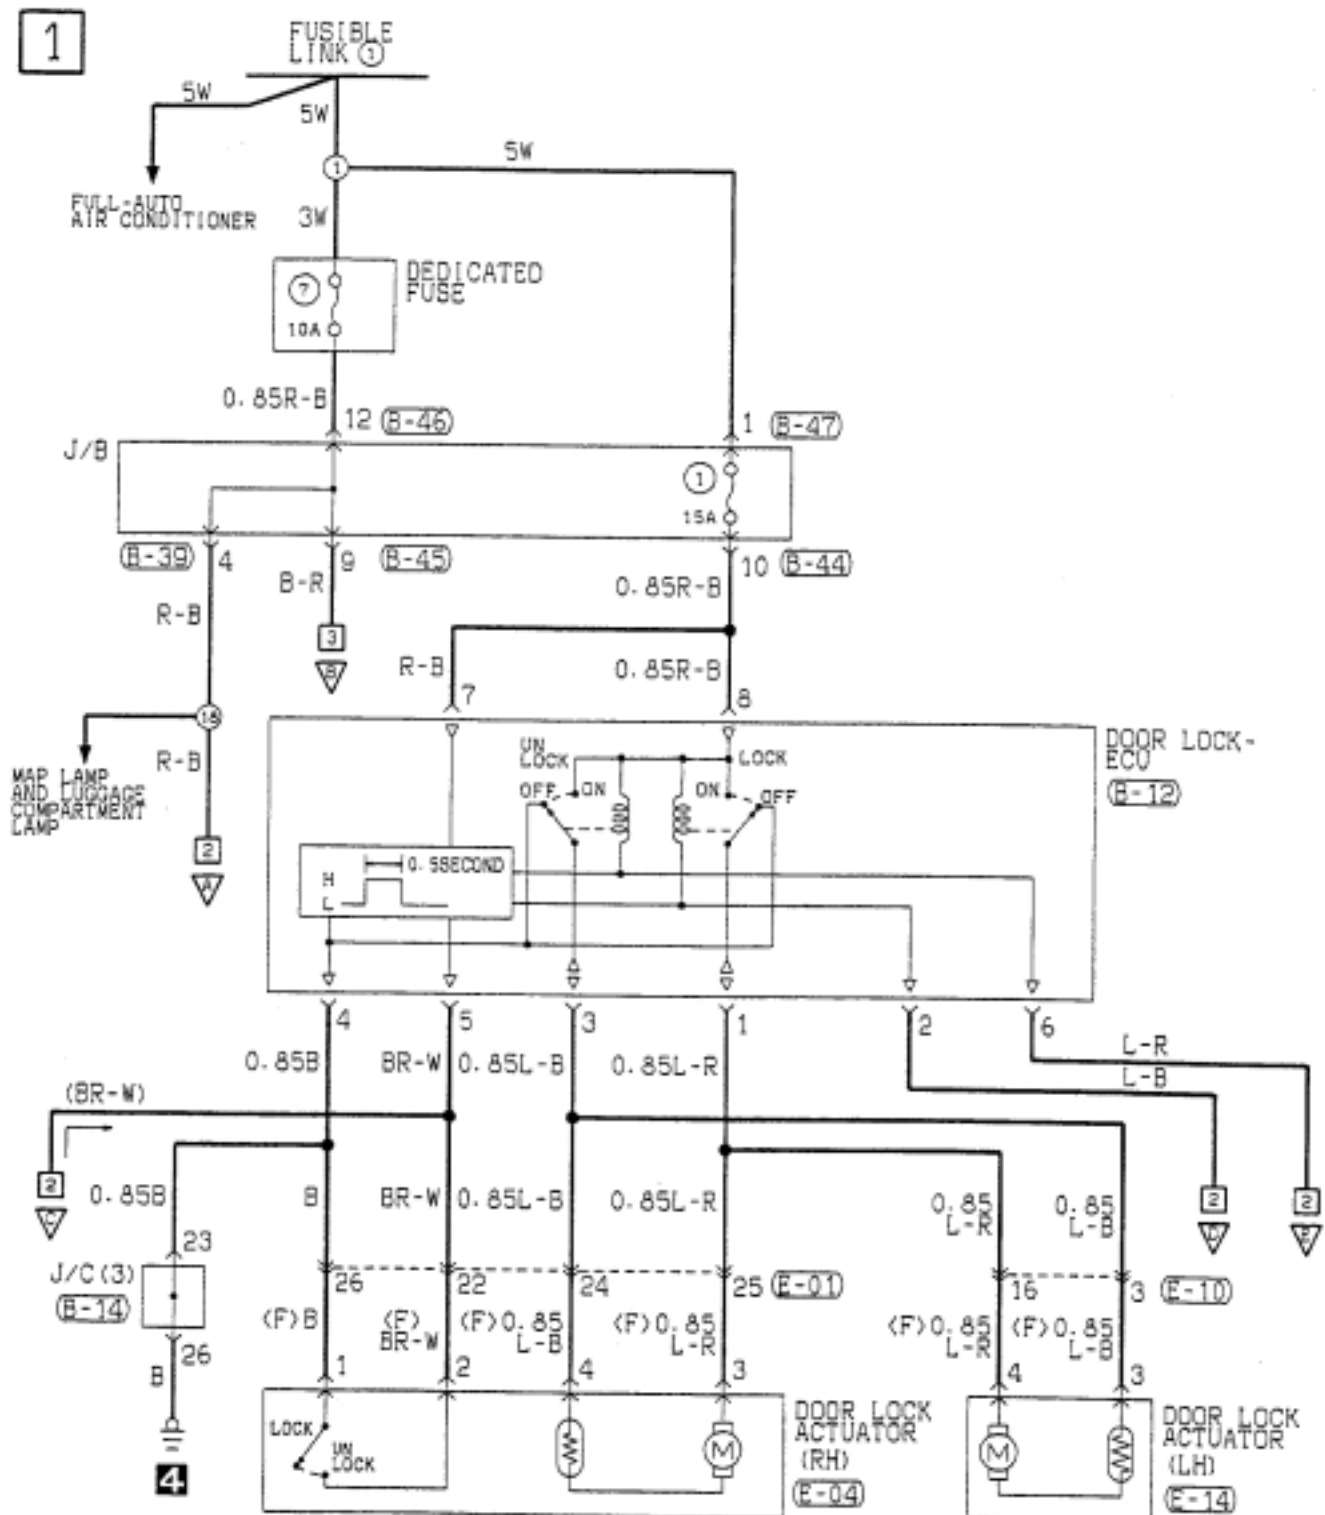 1
FUSIBLE
LINK ①
5W
5W
5W
1
FULL-AUTO
AIR CONDITIONER
3W
DEDICATED
FUSE
7
10A
0.85R-B
12 B-46
1 B-47
J/B
1
15A
B-39 4
9 B-45
10 B-44
B-R
0.85R-B
R-B
3
B
R-B
0.85R-B
7
8
18
R-B
MAP LAMP
AND LUGGAGE
COMPARTMENT
LAMP
2
A
UN
LOCK
LOCK
OFF
ON
ON
OFF
DOOR LOCK-
ECU
B-12
0.5SECOND
H
L
4
5
3
1
2
6
0.85B
BR-W
0.85L-B
0.85L-R
L-R
L-B
(BR-W)
2
C
0.85B
B
BR-W
0.85L-B
0.85L-R
0.85
L-R
0.85
L-B
2
D
2
E
23
J/C(3)
B-14
26
22
24
25 E-01
16
3 E-10
26
B
(F)B
(F)
BR-W
(F)0.85
L-B
(F)0.85
L-R
(F)0.85
L-R
(F)0.85
L-B
1
2
4
3
4
3
4
LOCK
UN
LOCK
M
DOOR LOCK
ACTUATOR
(RH)
E-04
M
DOOR LOCK
ACTUATOR
(LH)
E-14